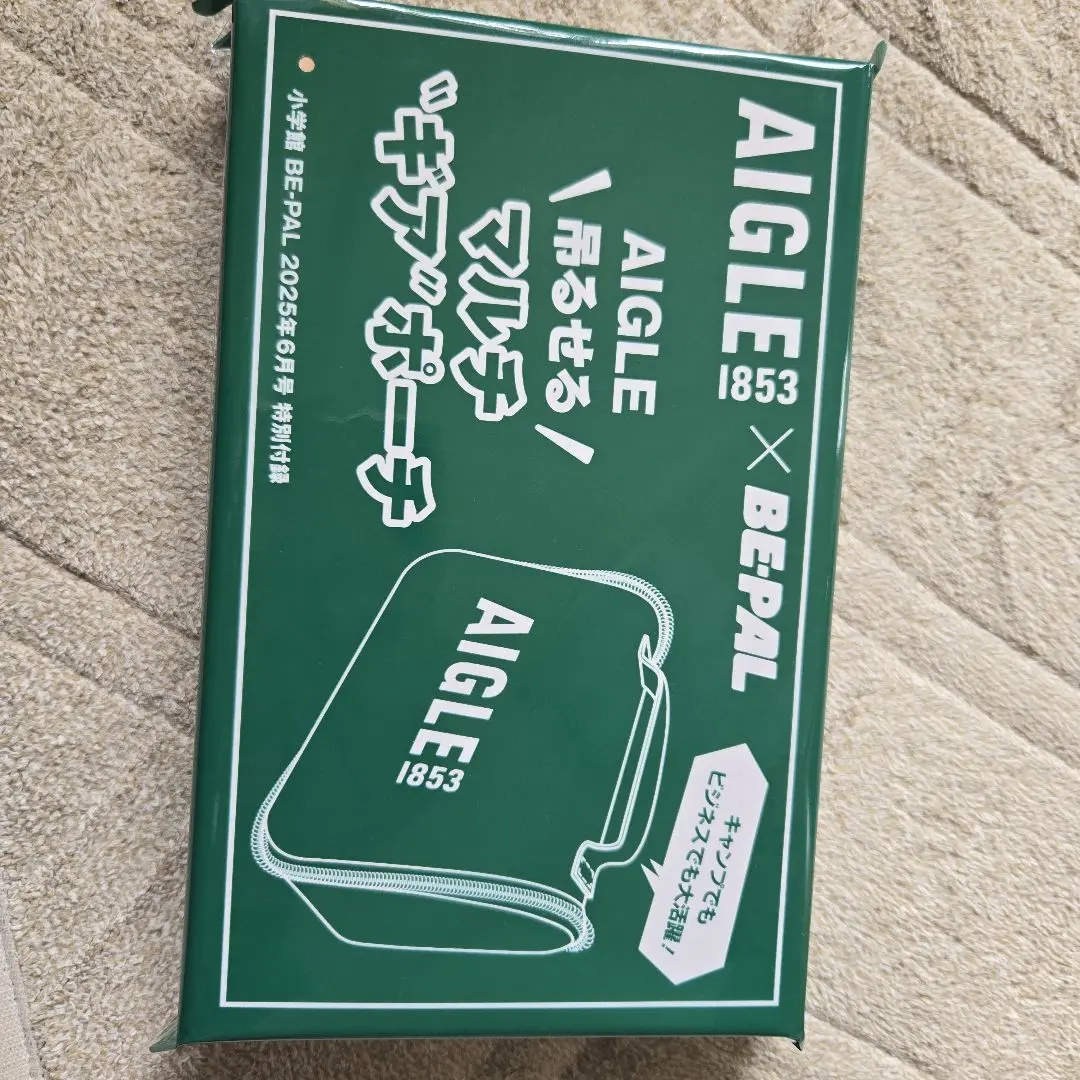 AIGLE 1853 × BE-PAL
AIGLE
\吊るせる/
マルチ
"ギア"ポーチ
小学館 BE-PAL 2025年6月号 特別付録
キャンプでも
ビジネスでも大活躍!
AIGLE
1853